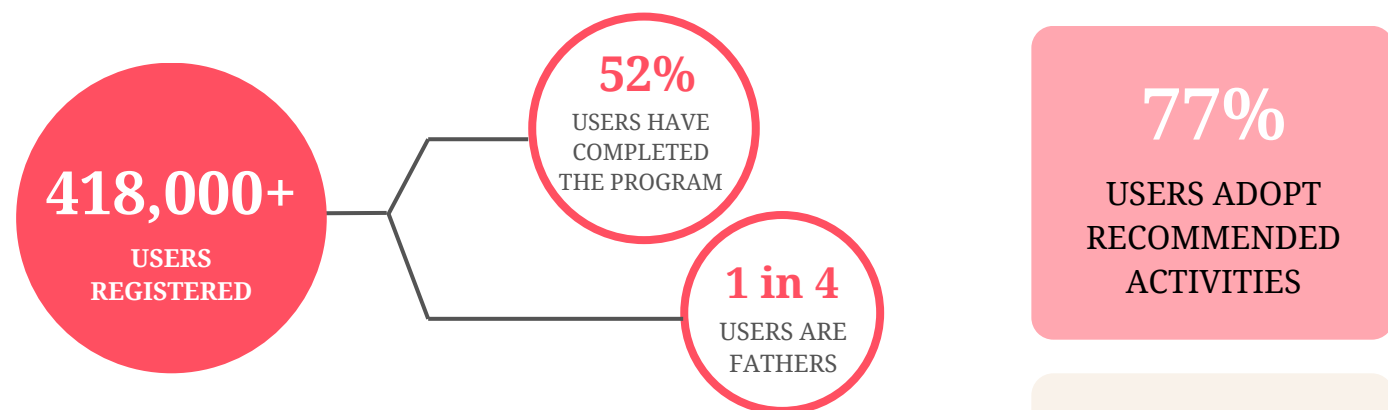 418,000+
USERS
REGISTERED
52%
USERS HAVE
COMPLETED
THE PROGRAM
1 in 4
USERS ARE
FATHERS
77%
USERS ADOPT
RECOMMENDED
ACTIVITIES